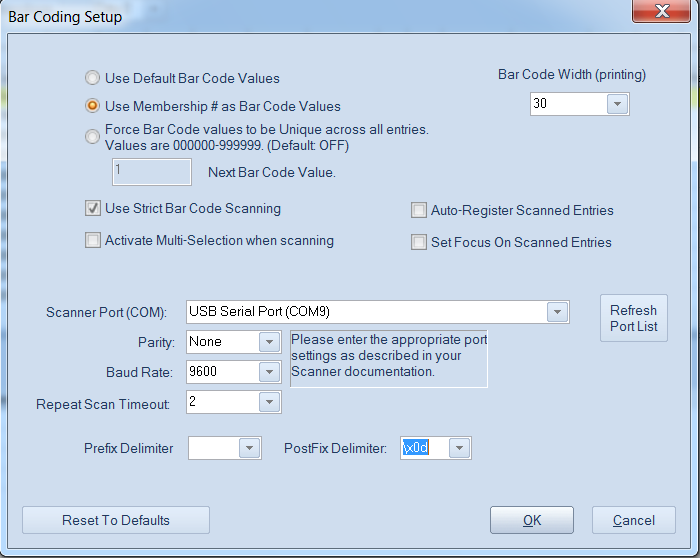 Bar Coding Setup
Use Default Bar Code Values
Bar Code Width (printing)
Use Membership # as Bar Code Values
30
Force Bar Code values to be Unique across all entries.
Values are 000000-999999. (Default: OFF)
1
Next Bar Code Value.
Use Strict Bar Code Scanning
Auto-Register Scanned Entries
Activate Multi-Selection when scanning
Set Focus On Scanned Entries
Scanner Port (COM):
USB Serial Port (COM9)
Refresh
Port List
Parity:
None
Please enter the appropriate port
settings as described in your
Scanner documentation.
Baud Rate:
9600
Repeat Scan Timeout:
2
Prefix Delimiter
PostFix Delimiter:
\x0d
Reset To Defaults
OK
Cancel